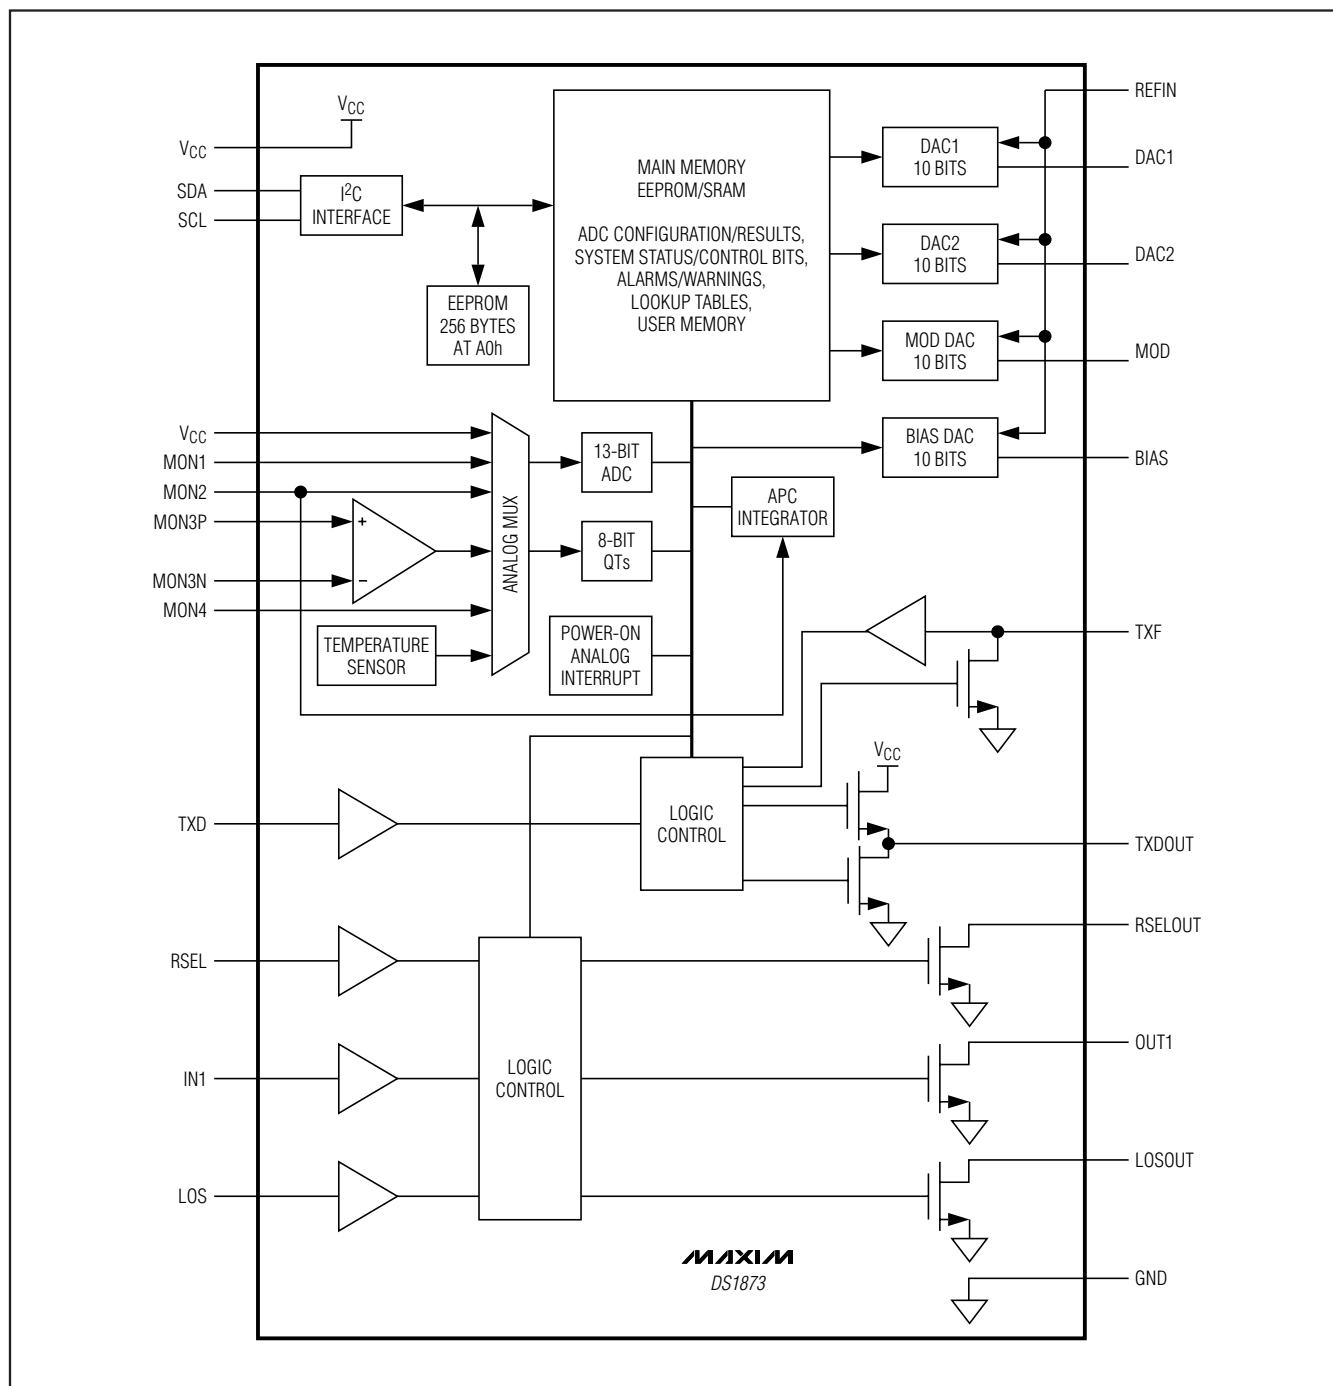 REFIN
VCC
VCC
SDA
SCL
I2C
INTERFACE
MAIN MEMORY
EEPROM/SRAM
ADC CONFIGURATION/RESULTS,
SYSTEM STATUS/CONTROL BITS,
ALARMS/WARNINGS,
LOOKUP TABLES,
USER MEMORY
EEPROM
256 BYTES
AT A0h
DAC1
10 BITS
DAC1
DAC2
10 BITS
DAC2
MOD DAC
10 BITS
MOD
BIAS DAC
10 BITS
BIAS
VCC
MON1
MON2
MON3P
MON3N
MON4
+
−
ANALOG MUX
13-BIT
ADC
8-BIT
QTs
APC
INTEGRATOR
TEMPERATURE
SENSOR
POWER-ON
ANALOG
INTERRUPT
TXF
VCC
TXD
LOGIC
CONTROL
TXDOUT
RSEL
RSELOUT
IN1
LOGIC
CONTROL
OUT1
LOS
LOSOUT
MAXIM
DS1873
GND